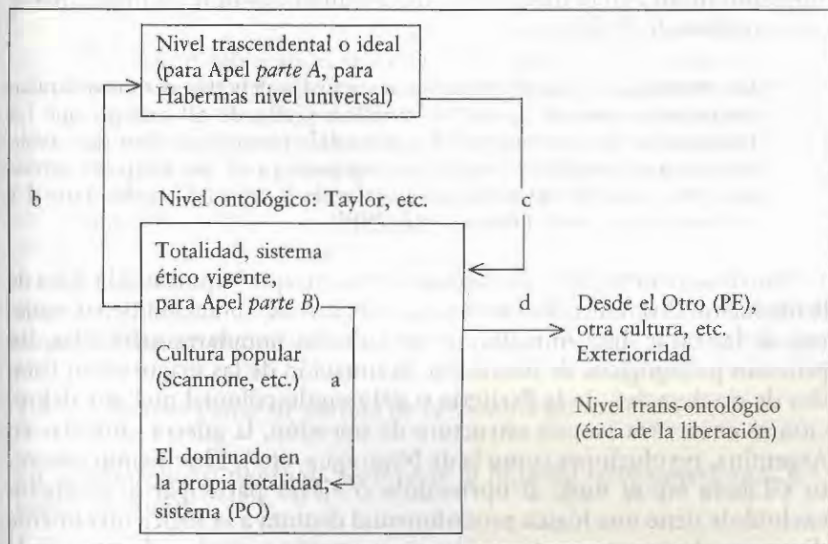 Nivel trascendental o ideal
(para Apel parte A, para
Habermas nivel universal)
b
Nivel ontológico: Taylor, etc.
c
Totalidad, sistema
ético vigente,
para Apel parte B)
d
Desde el Otro (PE),
otra cultura, etc.
Exterioridad
Cultura popular
(Scannone, etc.)
a
Nivel trans-ontológico
(ética de la liberación)
El dominado en
la propia totalidad,
sistema (PO)